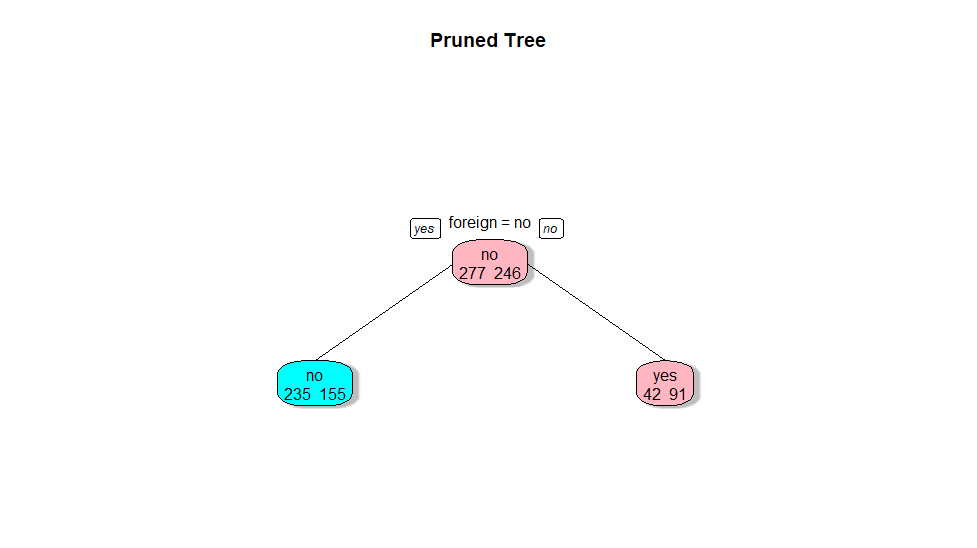 Pruned Tree
yes foreign = no no
no
277 246
no
235 155
yes
42 91